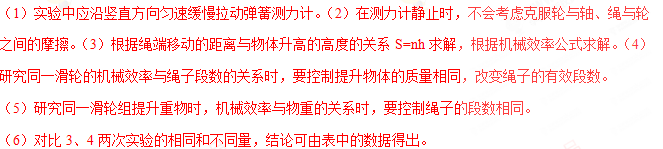 （1）实验中应沿竖直方向匀速缓慢拉动弹簧测力计。（2）在测力计静止时，不会考虑克服轮与轴、绳与轮
之间的摩擦。（3）根据绳端移动的距离与物体升高的高度的关系 S=nh 求解，根据机械效率公式求解。（4）
研究同一滑轮的机械效率与绳子段数的关系时，要控制提升物体的质量相同，改变绳子的有效段数。
（5）研究同一滑轮组提升重物时，机械效率与物重的关系时，要控制绳子的段数相同。
（6）对比 3、4 两次实验的相同和不同量，结论可由表中的数据得出。